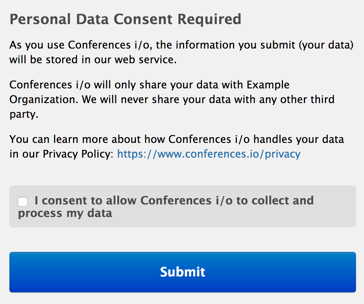 Personal Data Consent Required
As you use Conferences i/o, the information you submit (your data)
will be stored in our web service.
Conferences i/o will only share your data with Example
Organization. We will never share your data with any other third
party.
You can learn more about how Conferences i/o handles your data
in our Privacy Policy: https://www.conferences.io/privacy
I consent to allow Conferences i/o to collect and
process my data
Submit